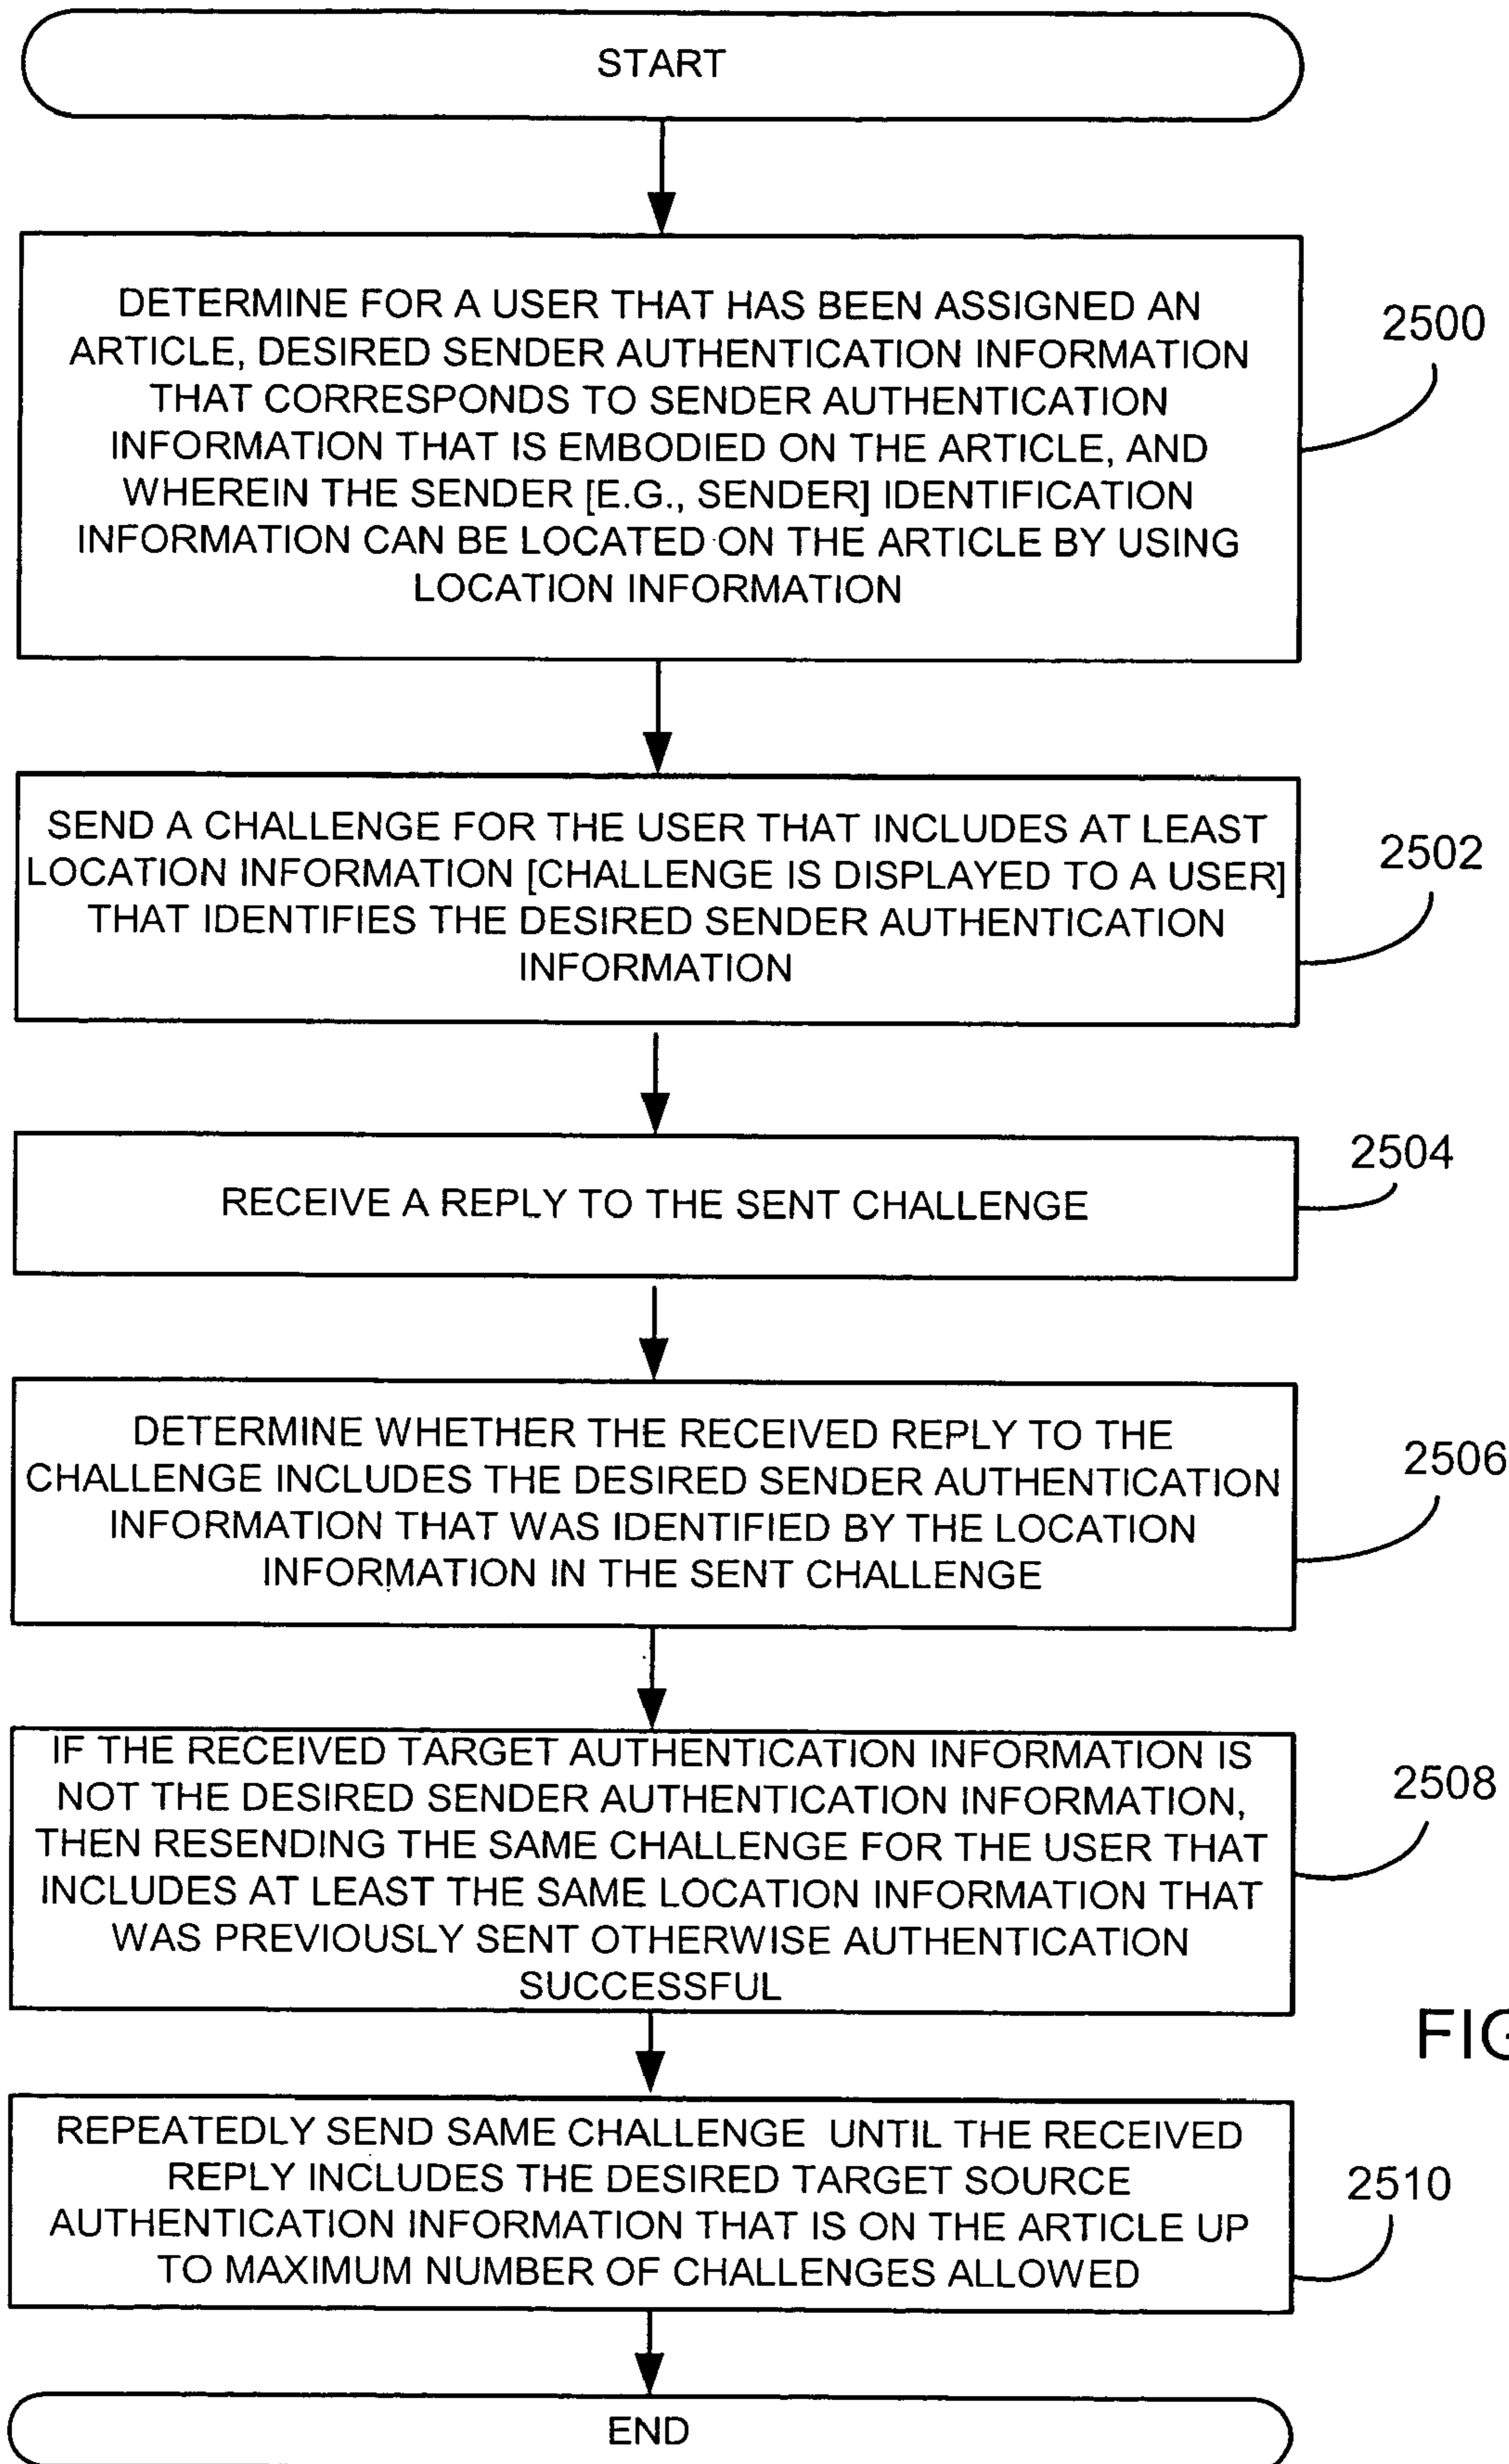 START
DETERMINE FOR A USER THAT HAS BEEN ASSIGNED AN
ARTICLE, DESIRED SENDER AUTHENTICATION INFORMATION
THAT CORRESPONDS TO SENDER AUTHENTICATION
INFORMATION THAT IS EMBODIED ON THE ARTICLE, AND
WHEREIN THE SENDER [E.G., SENDER] IDENTIFICATION
INFORMATION CAN BE LOCATED ON THE ARTICLE BY USING
LOCATION INFORMATION
2500
SEND A CHALLENGE FOR THE USER THAT INCLUDES AT LEAST
LOCATION INFORMATION [CHALLENGE IS DISPLAYED TO A USER]
THAT IDENTIFIES THE DESIRED SENDER AUTHENTICATION
INFORMATION
2502
RECEIVE A REPLY TO THE SENT CHALLENGE
2504
DETERMINE WHETHER THE RECEIVED REPLY TO THE
CHALLENGE INCLUDES THE DESIRED SENDER AUTHENTICATION
INFORMATION THAT WAS IDENTIFIED BY THE LOCATION
INFORMATION IN THE SENT CHALLENGE
2506
IF THE RECEIVED TARGET AUTHENTICATION INFORMATION IS
NOT THE DESIRED SENDER AUTHENTICATION INFORMATION,
THEN RESENDING THE SAME CHALLENGE FOR THE USER THAT
INCLUDES AT LEAST THE SAME LOCATION INFORMATION THAT
WAS PREVIOUSLY SENT OTHERWISE AUTHENTICATION
SUCCESSFUL
2508
FIG
REPEATEDLY SEND SAME CHALLENGE UNTIL THE RECEIVED
REPLY INCLUDES THE DESIRED TARGET SOURCE
AUTHENTICATION INFORMATION THAT IS ON THE ARTICLE UP
TO MAXIMUM NUMBER OF CHALLENGES ALLOWED
2510
END